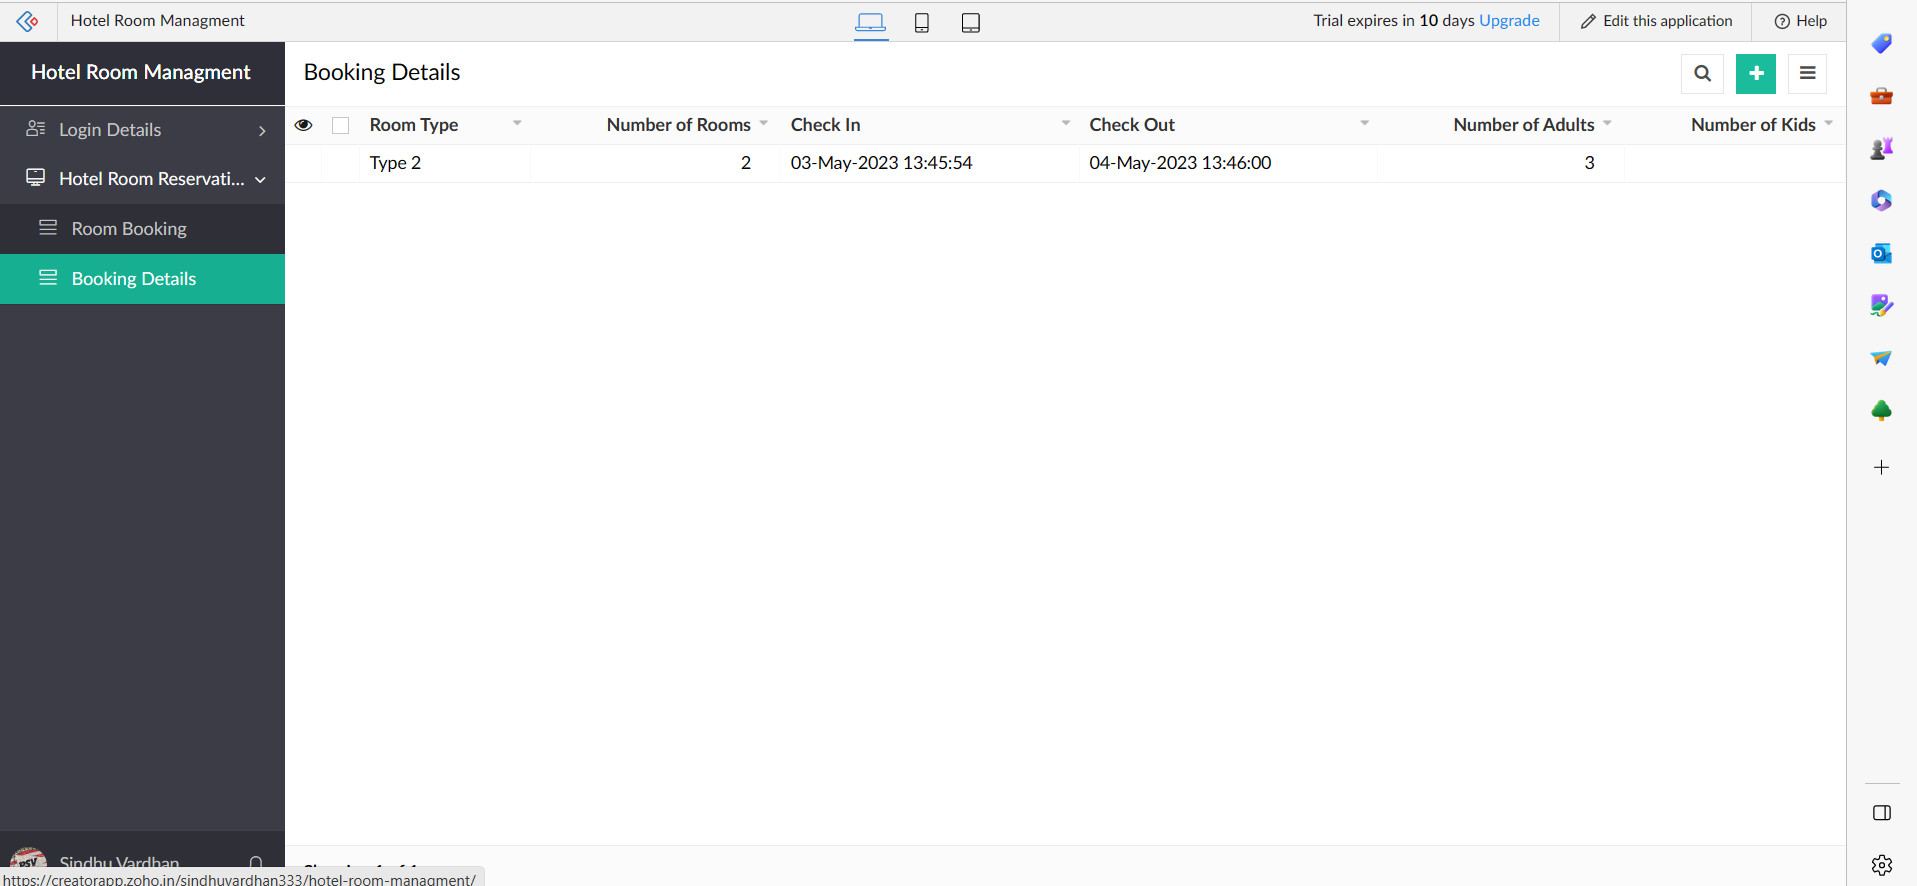 Hotel Room Managment
Trial expires in 10 days Upgrade
Edit this application
Help
Hotel Room Managment
Login Details
Hotel Room Reservati...
Room Booking
Booking Details
Sindhu Vardhan
Booking Details
Room Type Number of Rooms Check In Check Out Number of Adults Number of Kids
Type 2 2 03-May-2023 13:45:54 04-May-2023 13:46:00 3
https://creatorapp.zoho.in/sindhuvardhan333/hotel-room-managment/